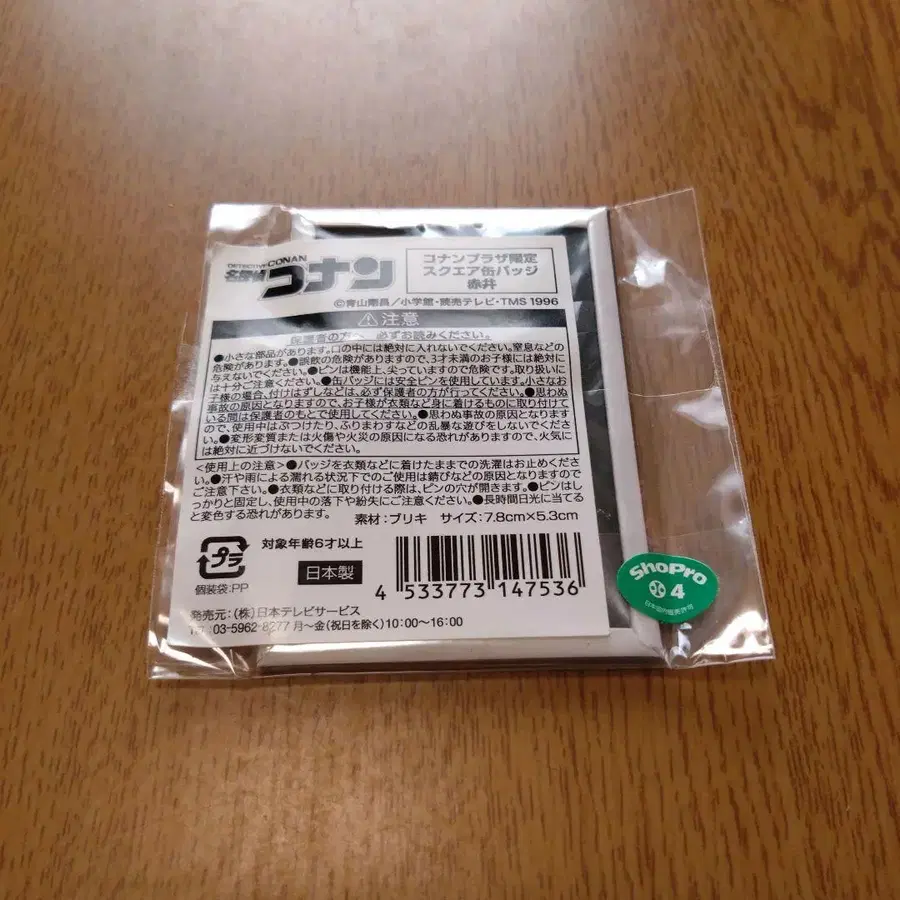 DETECTIVE CONAN
名探偵コナン
コナンプラザ限定
スクエア缶バッジ
赤井
©青山剛昌/小学館・読売テレビ・TMS 1996
⚠注意
保護者の方へ 必ずお読みください。
●小さな部品があります。口の中には絶対に入れないでください。窒息などの
危険があります。●誤飲の危険がありますので、3才未満のお子様には絶対に
与えないでください。●ピンは機能上、尖っていますので危険です。取り扱いに
は十分ご注意ください。●缶バッジには安全ピンを使用しています。小さなお
子様の場合、付けはずしなどは、必ず保護者の方が行ってください。●思わぬ
事故の原因となりますので、お子様が衣類など身に着けるものに取り付けて
いる間は保護者のもとで使用してください。●思わぬ事故の原因となります
ので、使用中はぶつけたり、ふりまわすなどの乱暴な遊びをしないでください。
●変形変質または火傷や火災の原因になる恐れがありますので、火気に
は絶対に近づけないでください。
<使用上の注意>●バッジを衣類などに着けたままでの洗濯はお止めくださ
い。●汗や雨による濡れる状況下でのご使用は錆びなどの原因となりますので
ご注意下さい。●衣類などに取り付ける際は、ピンの穴が開きます。●ピンはし
っかりと固定し、使用中の落下や紛失にご注意ください。●長時間日光に当てる
と変色する恐れがあります。
素材:ブリキ サイズ:7.8cm×5.3cm
プラ
個装袋:PP
対象年齢6才以上
日本製
4 533773 147536
発売元:(株)日本テレビサービス
TEL:03-5962-8277 月〜金(祝日を除く)10:00〜16:00
ShoPro
4
日本国内販売許可